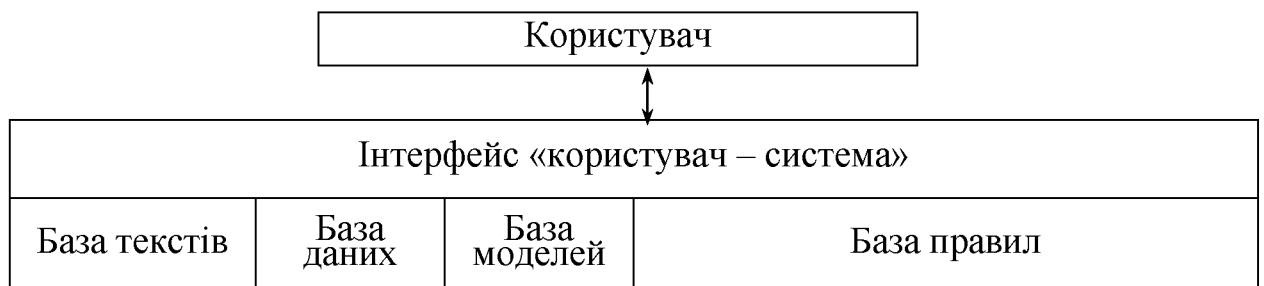 Користувач
Інтерфейс «користувач – система»
База текстів
База
даних
База
моделей
База правил